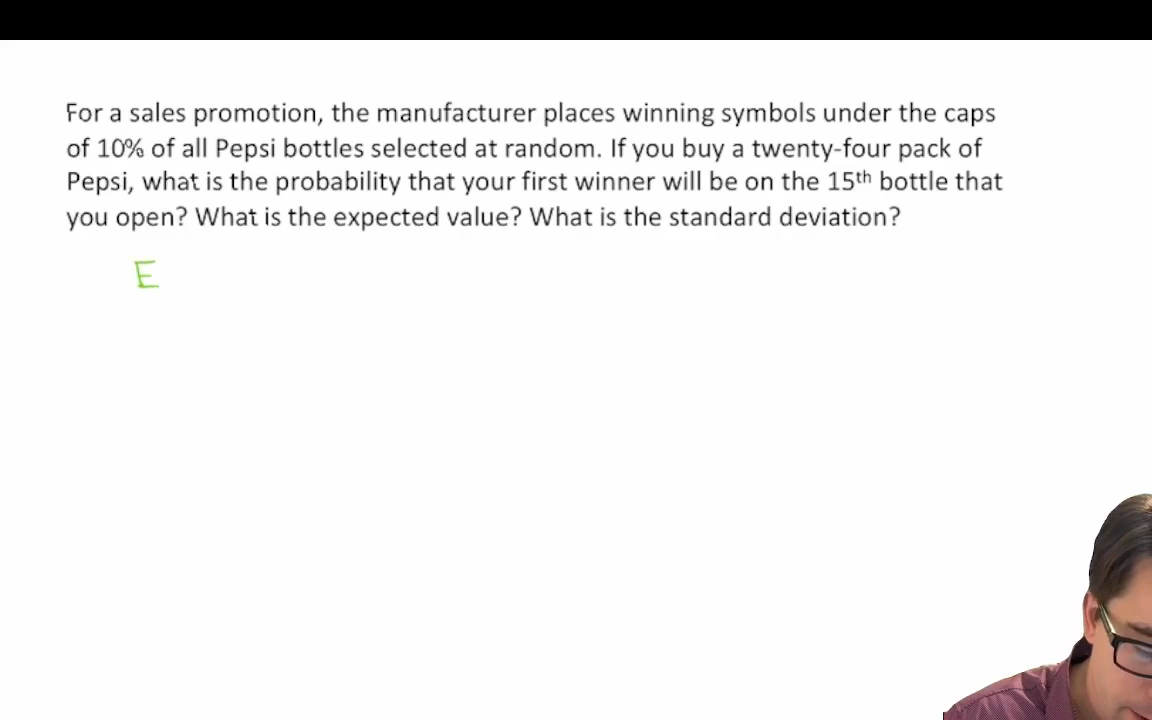 For a sales promotion, the manufacturer places winning symbols under the caps
of 10% of all Pepsi bottles selected at random. If you buy a twenty-four pack of
Pepsi, what is the probability that your first winner will be on the 15th bottle that
you open? What is the expected value? What is the standard deviation?
E